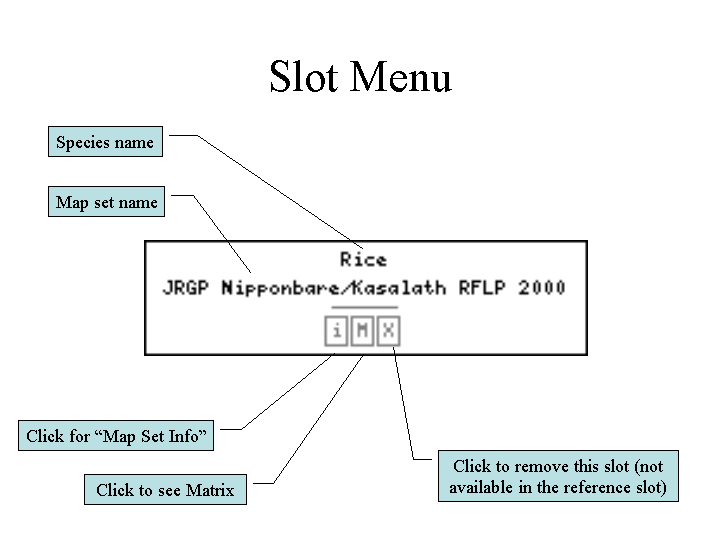 Slot Menu
Species name
Map set name
Rice
JRGP Nipponbare/Kasalath RFLP 2000
i M X
Click for “Map Set Info”
Click to see Matrix
Click to remove this slot (not
available in the reference slot)